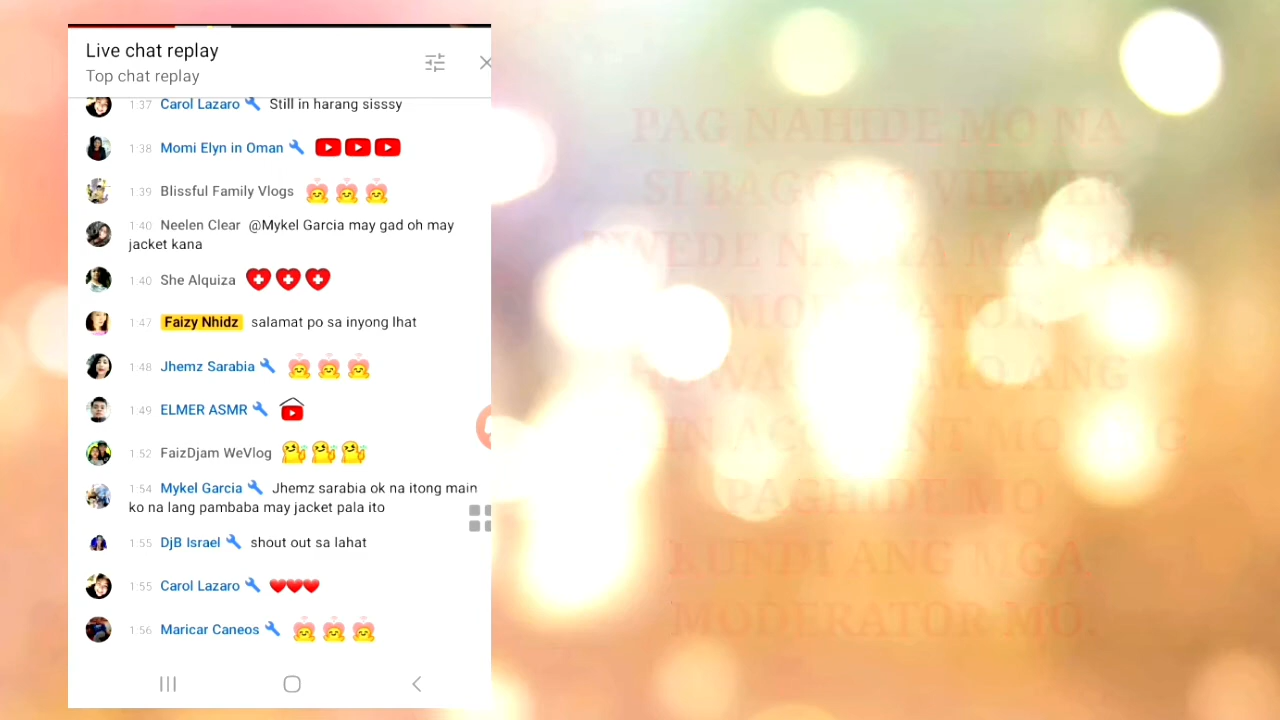 Live chat replay
Top chat replay
1:37 Carol Lazaro Still in harang sisssy
1:38 Momi Elyn in Oman
1:39 Blissful Family Vlogs
1:40 Neelen Clear @Mykel Garcia may gad oh may
jacket kana
1:40 She Alquiza
1:47 Faizy Nhidz salamat po sa inyong lhat
1:48 Jhemz Sarabia
1:49 ELMER ASMR
1:52 FaizDjam WeVlog
1:54 Mykel Garcia Jhemz sarabia ok na itong main
ko na lang pambaba may jacket pala ito
1:55 DjB Israel shout out sa lahat
1:55 Carol Lazaro
1:56 Maricar Caneos
PAG NAHIDE MO NA
SI VIEWER
MODERATOR
MO ANG
PAGHIDE MO
KUNDI ANG MGA
MODERATOR MO.